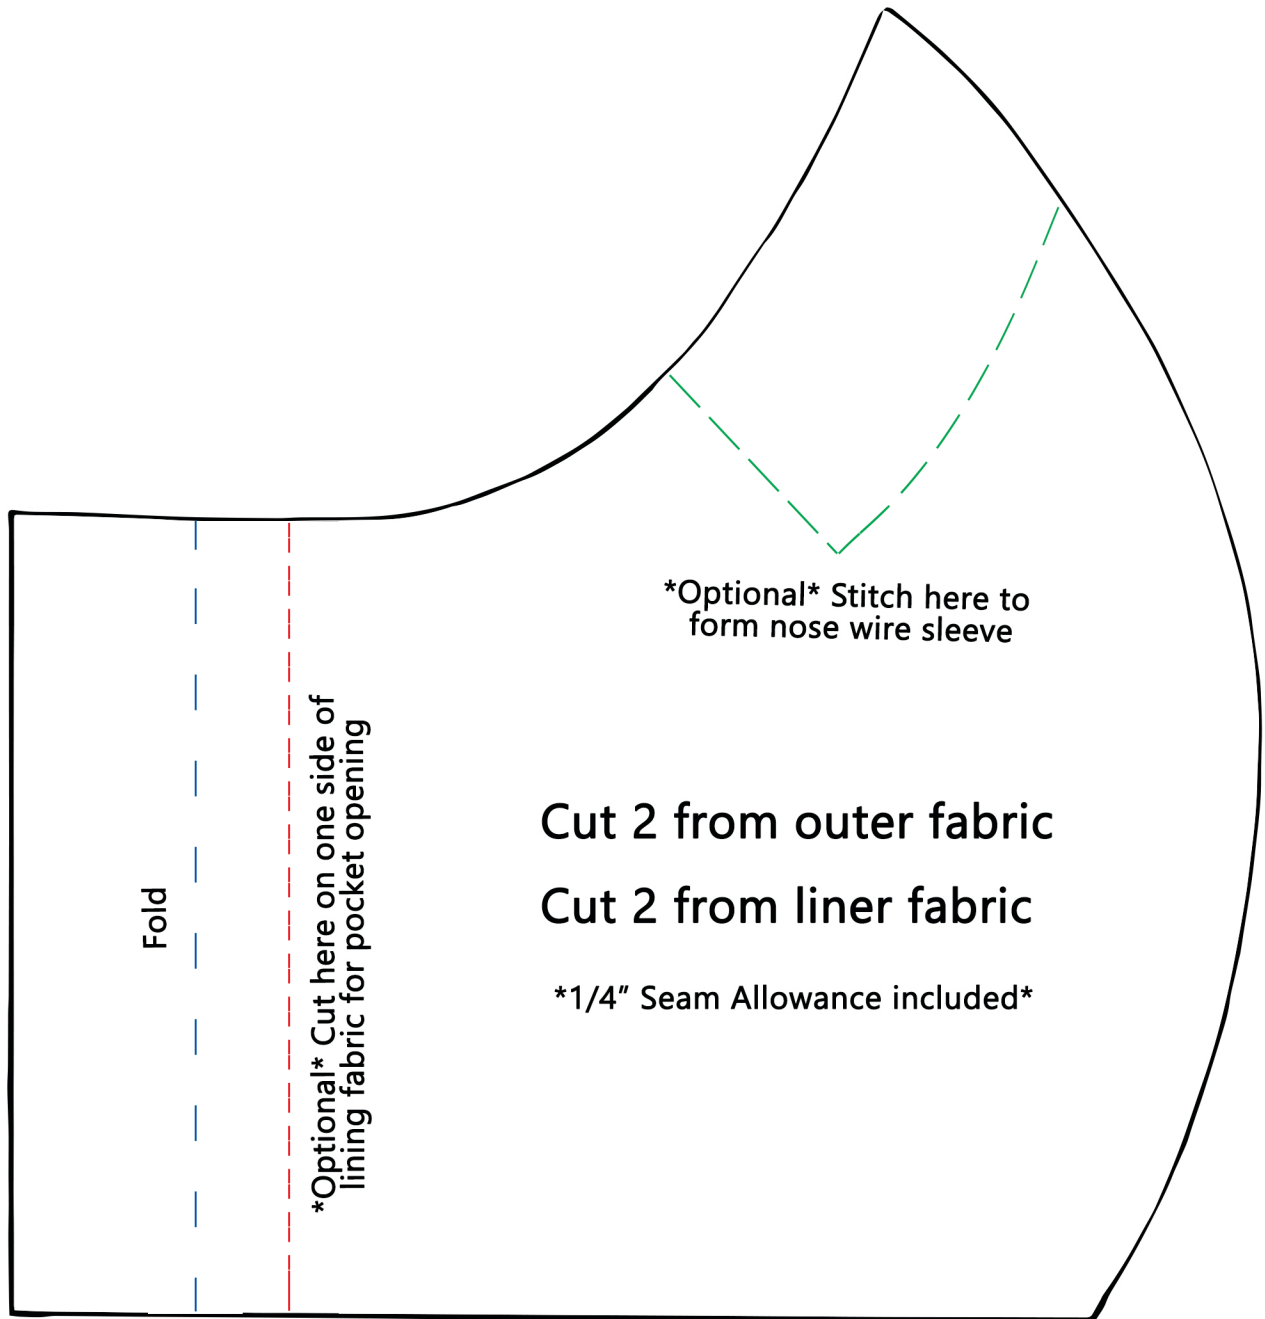 *Optional* Stitch here to
form nose wire sleeve
Fold
*Optional* Cut here on one side of
lining fabric for pocket opening
Cut 2 from outer fabric
Cut 2 from liner fabric
*1/4” Seam Allowance included*